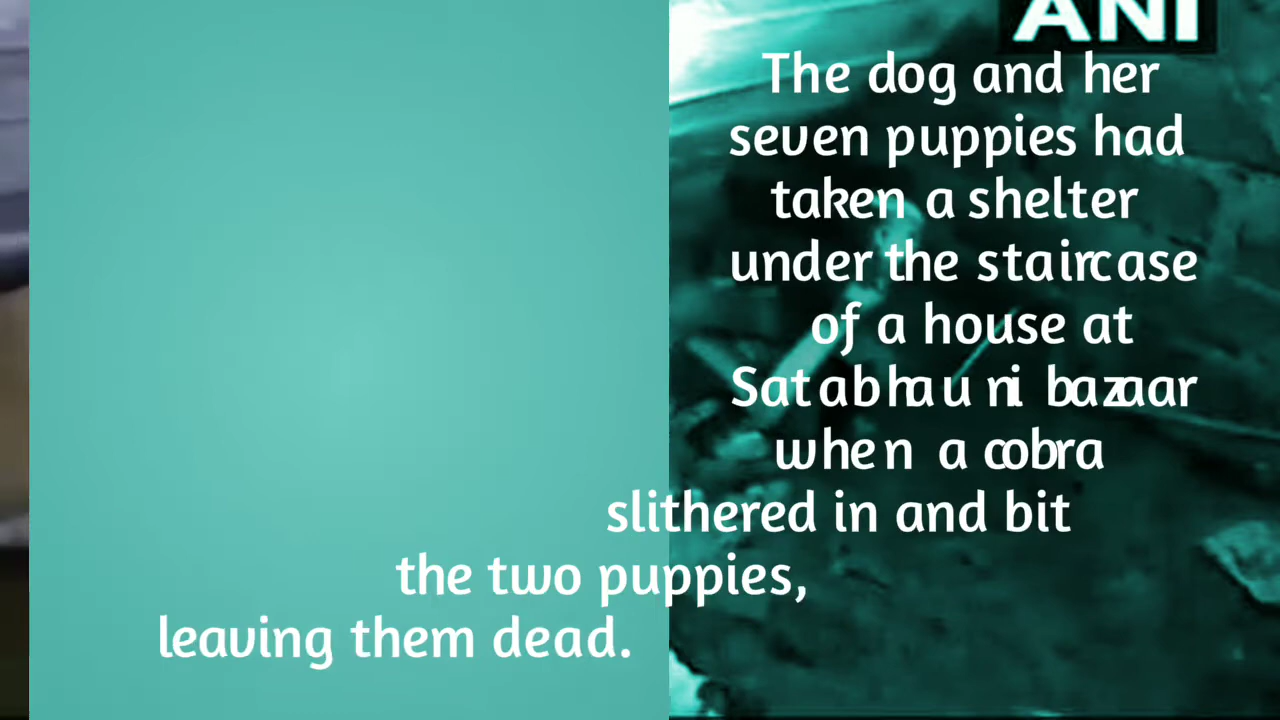 ANI
The dog and her
seven puppies had
taken a shelter
under the staircase
of a house at
Satabhauni bazaar
when a cobra
slithered in and bit
the two puppies,
leaving them dead.